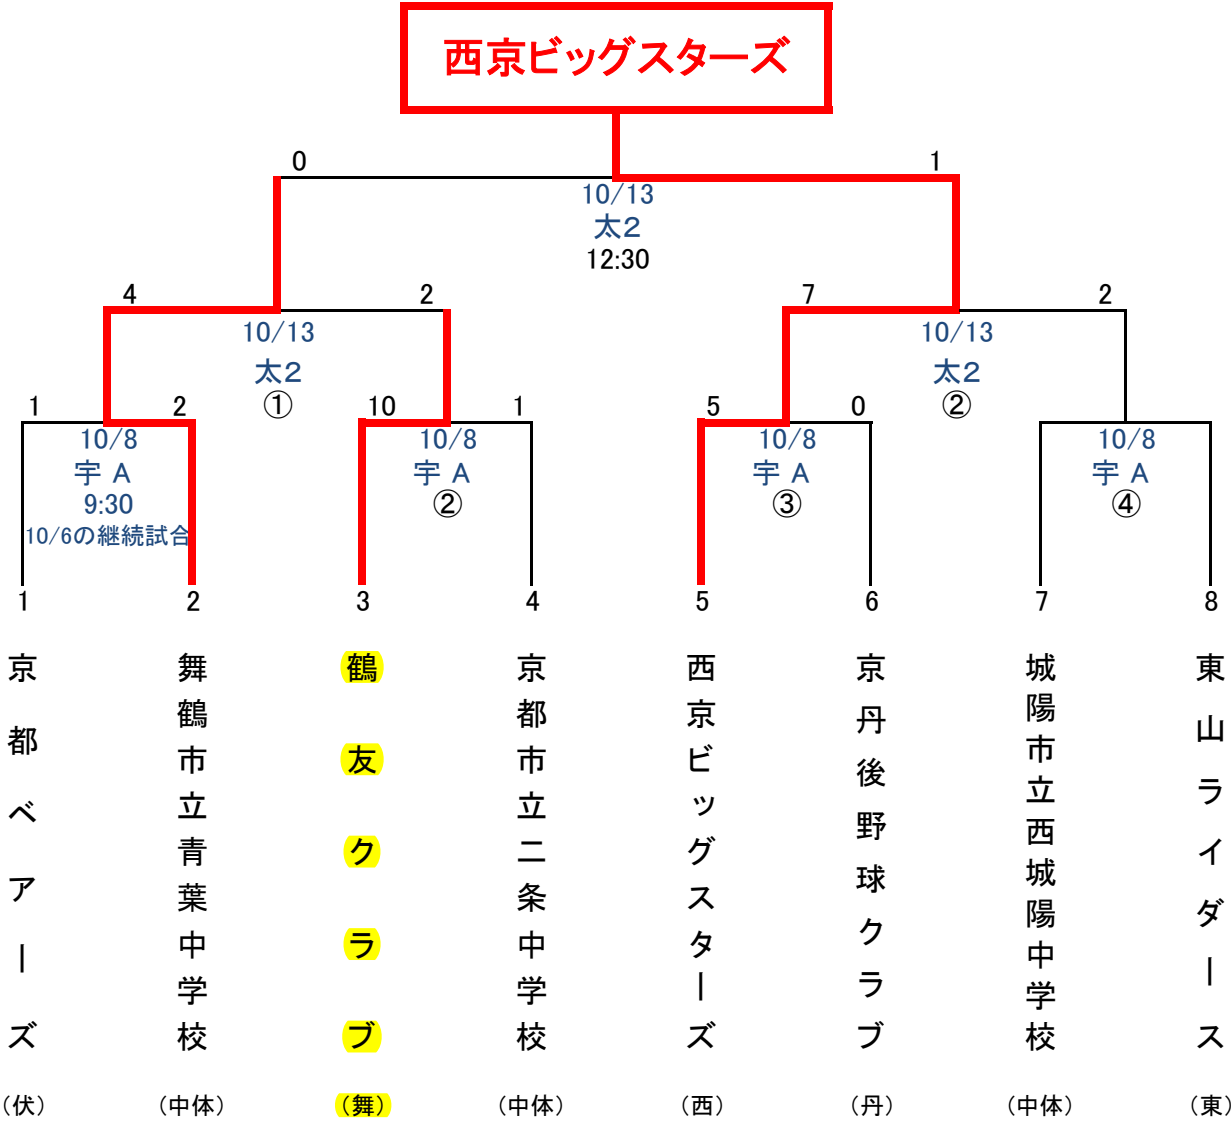 西京ビッグスターズ
0
1
10/13
太2
12:30
4
2
7
2
10/13
太2
①
10/13
太2
②
1
2
10
1
5
0
10/8
宇 A
9:30
10/6の継続試合
10/8
宇 A
②
10/8
宇 A
③
10/8
宇 A
④
1
2
3
4
5
6
7
8
京都ベアーズ
舞鶴市立青葉中学校
鶴友クラブ
京都市立二条中学校
西京ビッグスターズ
京丹後野球クラブ
城陽市立西城陽中学校
東山ライダース
（伏）
（中体）
（舞）
（中体）
（西）
（丹）
（中体）
（東）